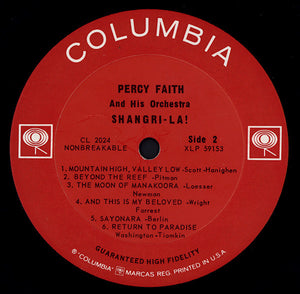 COLUMBIA
PERCY FAITH
And His Orchestra
SHANGRI-LA!
CL 2024
NONBREAKABLE
Side 2
XLP 59153
1. MOUNTAIN HIGH, VALLEY LOW -Scott-Hanighen
2. BEYOND THE REEF -Pitman
3. THE MOON OF MANAKOORA -Loesser
Newman
4. AND THIS IS MY BELOVED -Wright
Forrest
5. SAYONARA -Berlin
6. RETURN TO PARADISE
Washington-Tiomkin
GUARANTEED HIGH FIDELITY
® "COLUMBIA" MARCAS REG. PRINTED IN U.S.A.